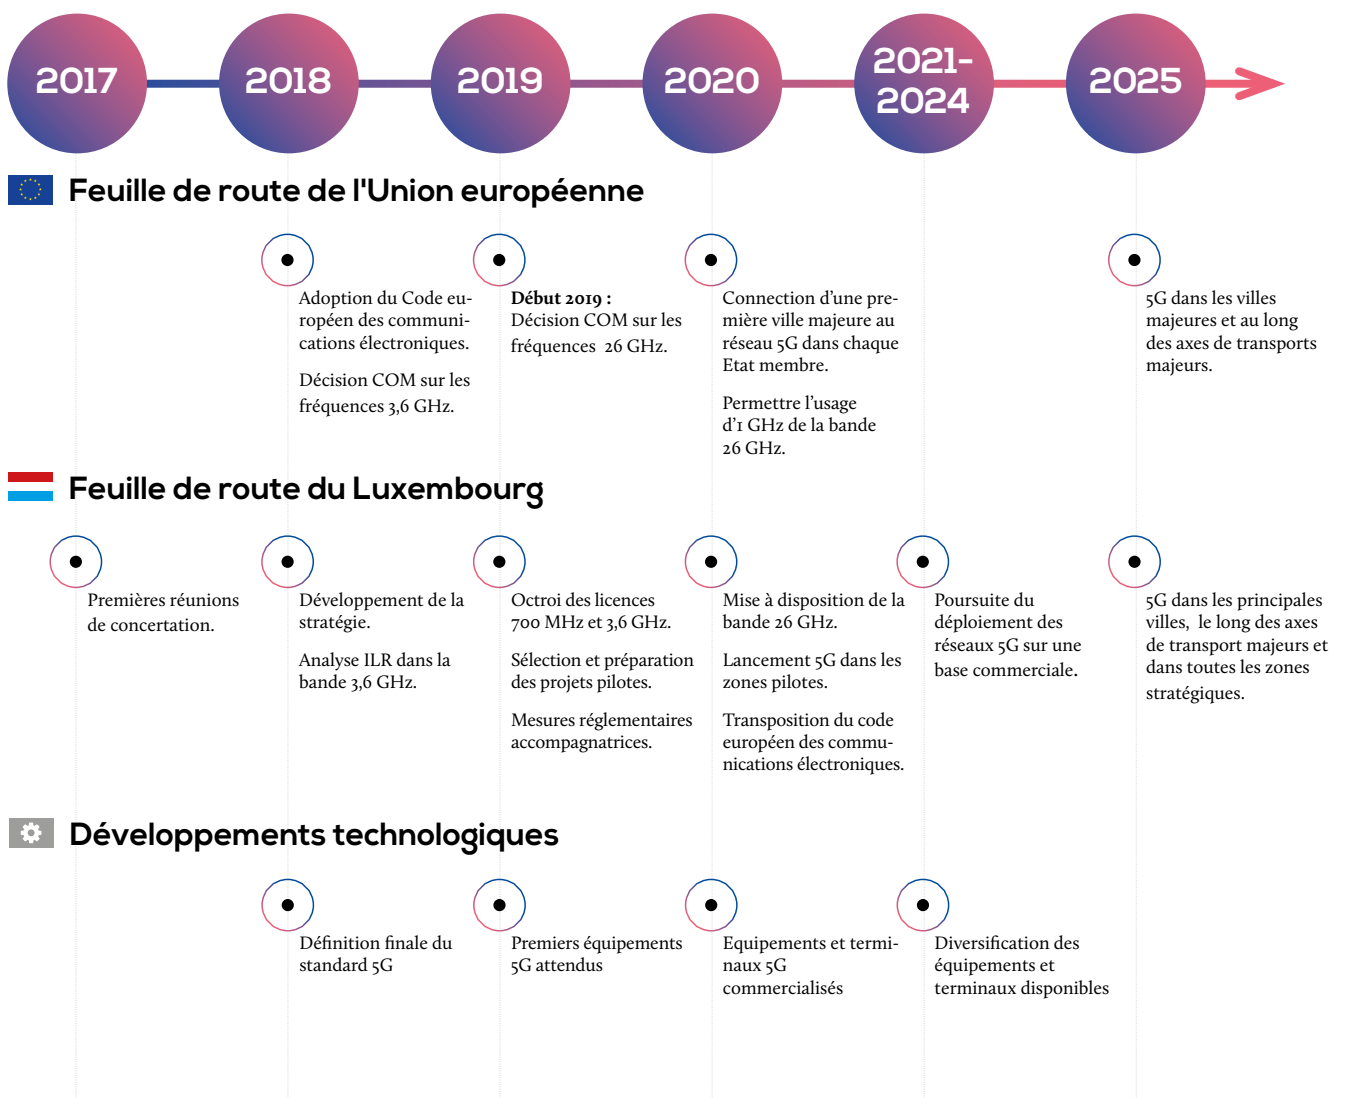 2017
2018
2019
2020
2021-
2024
2025
Feuille de route de l'Union européenne
Adoption du Code eu-
ropéen des communi-
cations électroniques.
Décision COM sur les
fréquences 3,6 GHz.
Début 2019 :
Décision COM sur les
fréquences 26 GHz.
Connection d’une pre-
mière ville majeure au
réseau 5G dans chaque
Etat membre.
Permettre l’usage
d’1 GHz de la bande
26 GHz.
5G dans les villes
majeures et au long
des axes de transports
majeurs.
Feuille de route du Luxembourg
Premières réunions
de concertation.
Développement de la
stratégie.
Analyse ILR dans la
bande 3,6 GHz.
Octroi des licences
700 MHz et 3,6 GHz.
Sélection et préparation
des projets pilotes.
Mesures réglementaires
accompagnatrices.
Mise à disposition de la
bande 26 GHz.
Lancement 5G dans les
zones pilotes.
Transposition du code
européen des commu-
nications électroniques.
Poursuite du
déploiement des
réseaux 5G sur une
base commerciale.
5G dans les principales
villes, le long des axes
de transport majeurs et
dans toutes les zones
stratégiques.
Développements technologiques
Définition finale du
standard 5G
Premiers équipements
5G attendus
Equipements et termi-
naux 5G
commercialisés
Diversification des
équipements et
terminaux disponibles